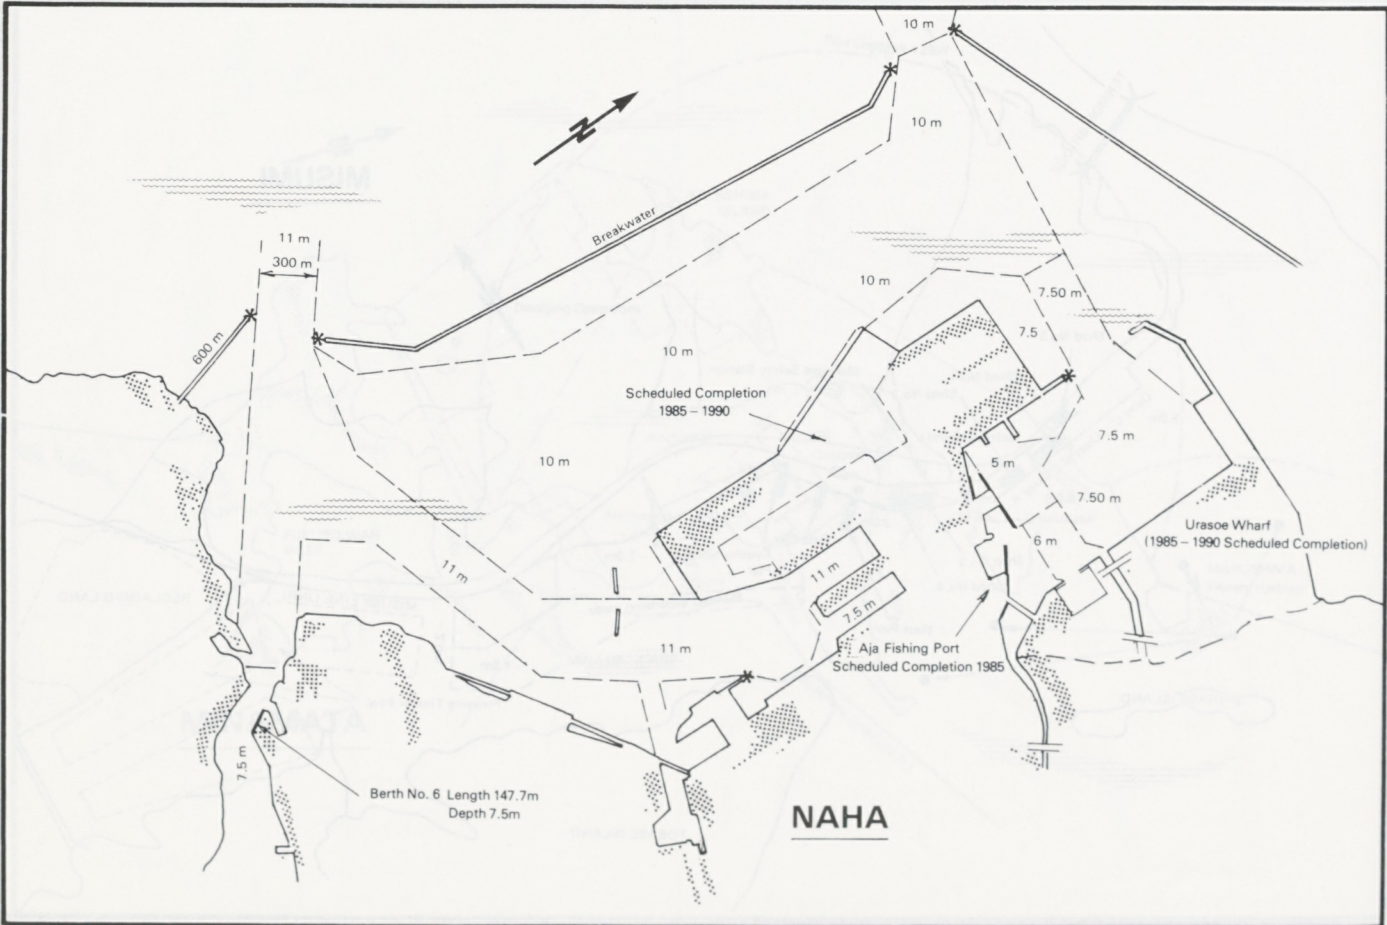 10 m
10 m
N
Breakwater
11 m
300 m
600 m
10 m
7.50 m
7.5
10 m
Scheduled Completion
1985 – 1990
7.5 m
10 m
5 m
7.50 m
Urasoe Wharf
(1985 – 1990 Scheduled Completion)
6 m
11 m
11 m
7.5 m
11 m
Aja Fishing Port
Scheduled Completion 1985
7.5 m
Berth No. 6 Length 147.7m
Depth 7.5m
NAHA